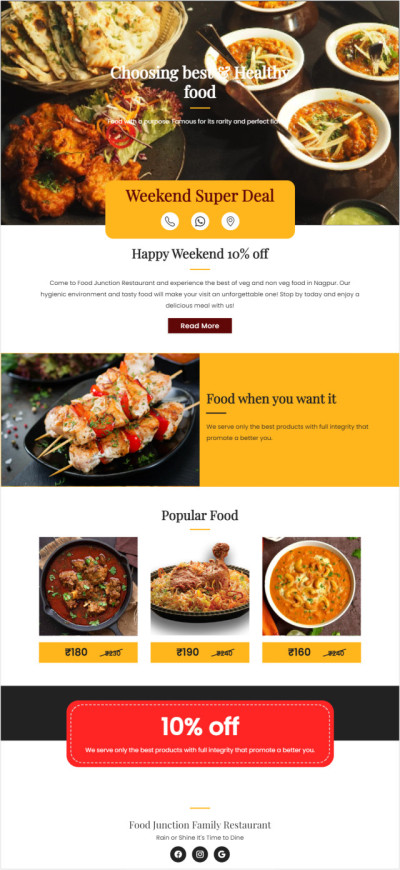 Choosing best & Healthy
food
Food with a purpose. Famous for its rarity and perfect
Weekend Super Deal
Happy Weekend 10% off
Come to Food Junction Restaurant and experience the best of veg and non veg food in Nagpur. Our
hygienic environment and tasty food will make your visit an unforgettable one! Stop by today and enjoy a
delicious meal with us!
Read More
Food when you want it
We serve only the best products with full integrity that
promote a better you.
Popular Food
₹180 ₹230
₹190 ₹240
₹160 ₹240
10% off
We serve only the best products with full integrity that promote a better you.
Food Junction Family Restaurant
Rain or Shine It's Time to Dine